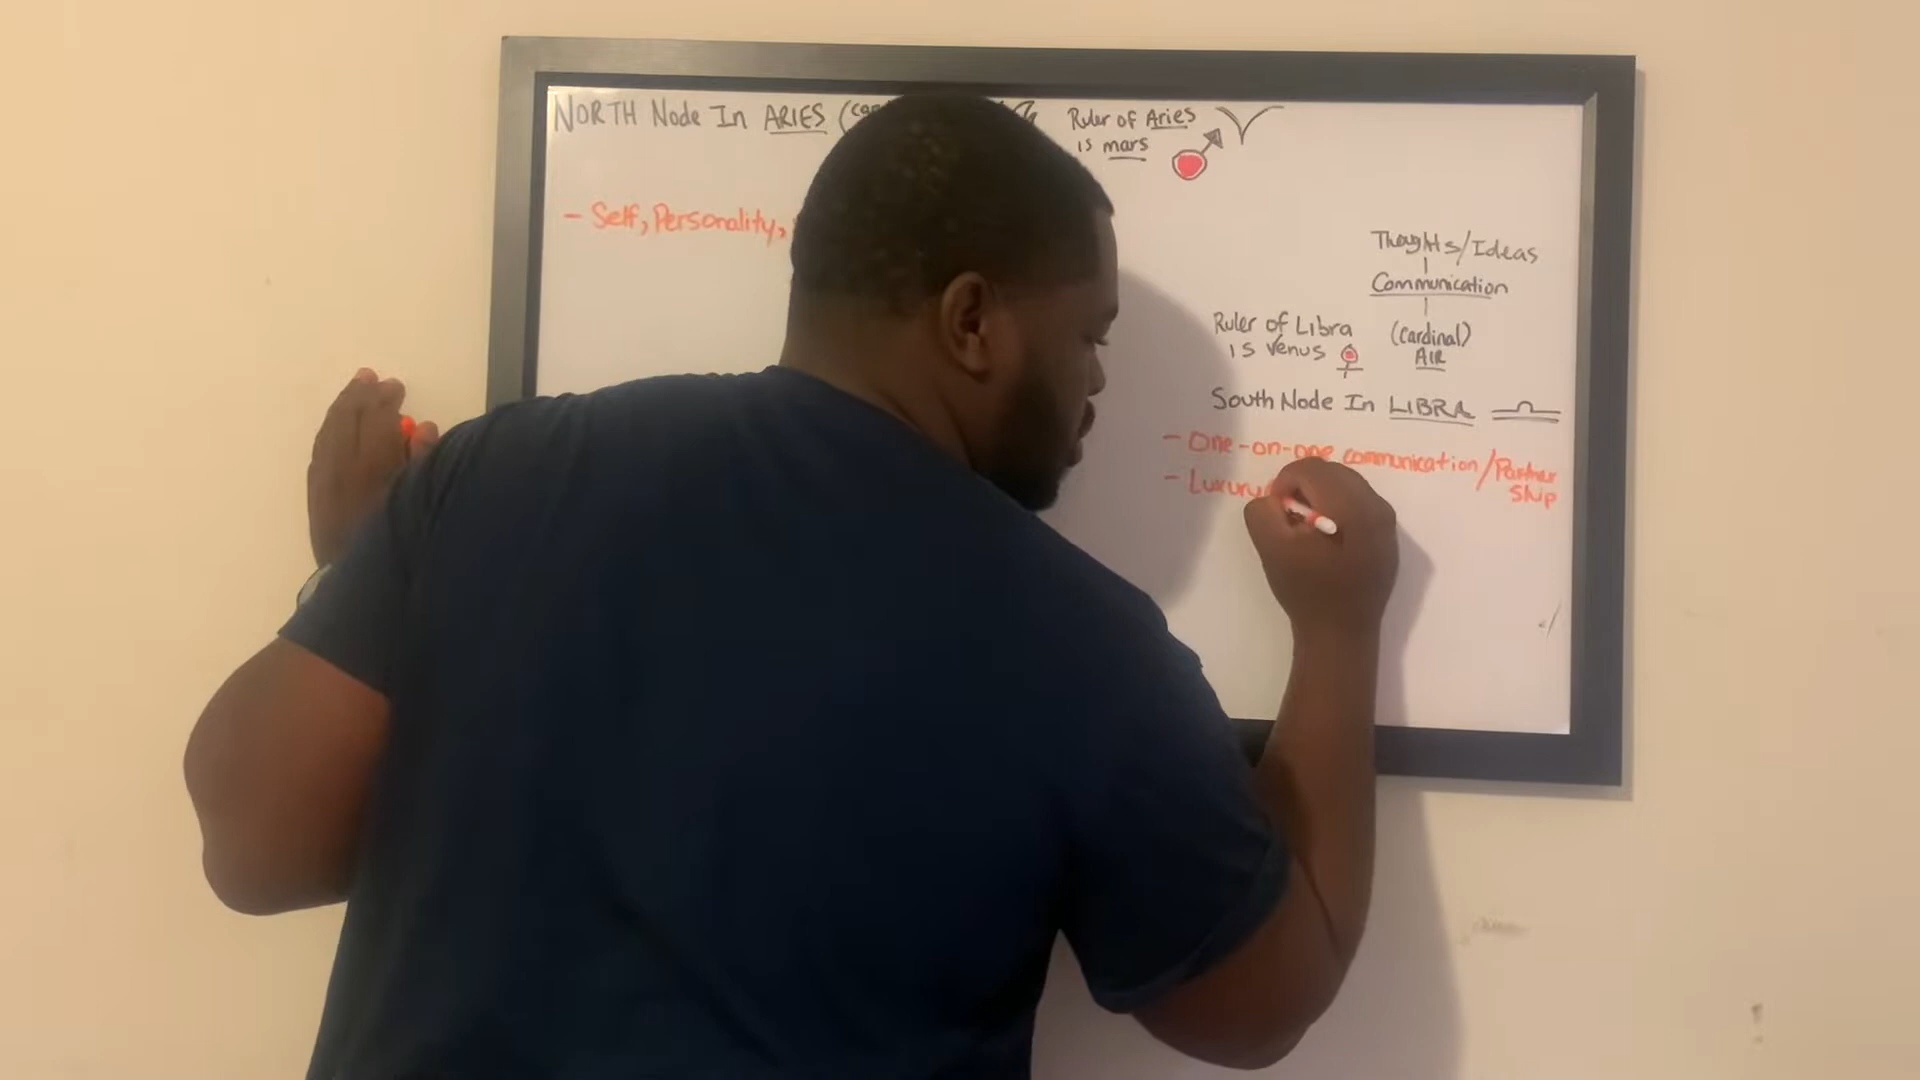 NORTH Node In ARIES
Ruler of Aries
is mars
- Self, Personality,
Thoughts/Ideas
Communication
Ruler of Libra
is Venus
(cardinal)
AIR
South Node In LIBRA
- One-on-one communication/Partner
ship
- Luxury